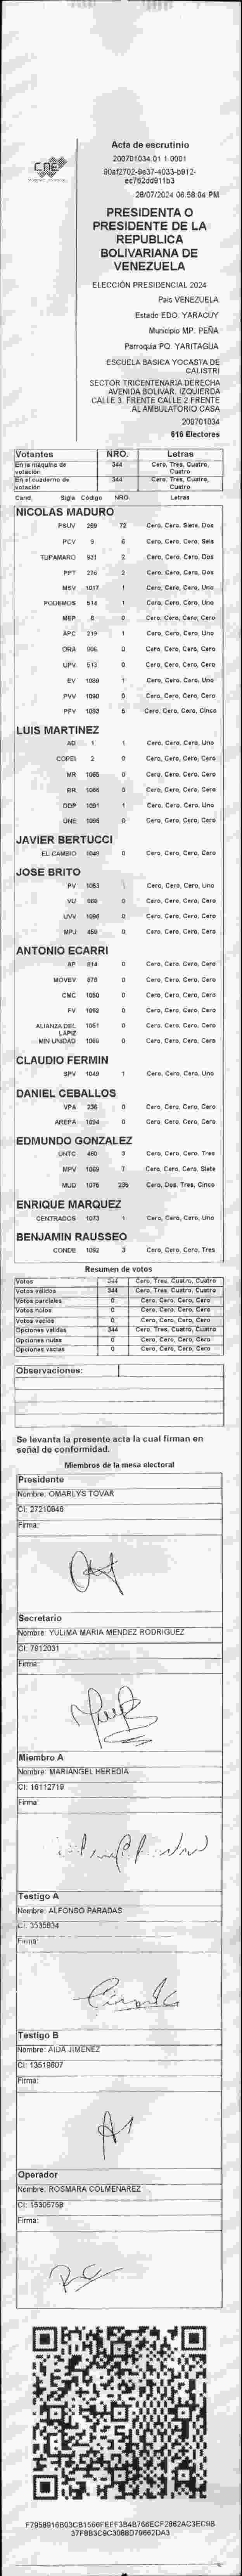 CNE
Acta de escrutinio
200701034.01.1.0001
90af2702-9e37-4033-b912-
ec762dd911b3
28/07/2024 06:58:04 PM
PRESIDENTA O
PRESIDENTE DE LA
REPUBLICA
BOLIVARIANA DE
VENEZUELA
ELECCIÓN PRESIDENCIAL 2024
País VENEZUELA
Estado EDO. YARACUY
Municipio MP. PEÑA
Parroquia PQ. YARITAGUA
ESCUELA BASICA YOCASTA DE
CALISTRI
SECTOR TRICENTENARIA DERECHA
AVENIDA BOLIVAR. IZQUIERDA
CALLE 3. FRENTE CALLE 2 FRENTE
AL AMBULATORIO CASA
200701034
616 Electores
Votantes NRO. Letras
En la maquina de votación 344 Cero, Tres, Cuatro, Cuatro
En el cuaderno de votación 344 Cero, Tres, Cuatro, Cuatro
Cand. Sigla Código NRO. Letras
NICOLAS MADURO
PSUV 269 72 Cero, Cero, Siete, Dos
PCV 9 6 Cero, Cero, Cero, Seis
TUPAMARO 931 2 Cero, Cero, Cero, Dos
PPT 276 2 Cero, Cero, Cero, Dos
MSV 1017 1 Cero, Cero, Cero, Uno
PODEMOS 514 1 Cero, Cero, Cero, Uno
MEP 8 0 Cero, Cero, Cero, Cero
APC 219 1 Cero, Cero, Cero, Uno
ORA 906 0 Cero, Cero, Cero, Cero
UPV 513 0 Cero, Cero, Cero, Cero
EV 1088 1 Cero, Cero, Cero, Uno
PVV 1090 0 Cero, Cero, Cero, Cero
PFV 1093 5 Cero, Cero, Cero, Cinco
LUIS MARTINEZ
AD 1 1 Cero, Cero, Cero, Uno
COPEI 2 0 Cero, Cero, Cero, Cero
MR 1065 0 Cero, Cero, Cero, Cero
BR 1066 0 Cero, Cero, Cero, Cero
DDP 1091 1 Cero, Cero, Cero, Uno
UNE 1095 0 Cero, Cero, Cero, Cero
JAVIER BERTUCCI
EL CAMBIO 1040 0 Cero, Cero, Cero, Cero
JOSE BRITO
PV 1053 1 Cero, Cero, Cero, Uno
VU 0 Cero, Cero, Cero, Cero
UVV 1096 0 Cero, Cero, Cero, Cero
MPJ 459 0 Cero, Cero, Cero, Cero
ANTONIO ECARRI
AP 814 0 Cero, Cero, Cero, Cero
MOVEV 879 0 Cero, Cero, Cero, Cero
CMC 1050 0 Cero, Cero, Cero, Cero
FV 1062 0 Cero, Cero, Cero, Cero
ALIANZA DEL LAPIZ 1051 0 Cero, Cero, Cero, Cero
MIN UNIDAD 1069 0 Cero, Cero, Cero, Cero
CLAUDIO FERMIN
SPV 1049 1 Cero, Cero, Cero, Uno
DANIEL CEBALLOS
VPA 236 0 Cero, Cero, Cero, Cero
AREPA 1094 0 Cero, Cero, Cero, Cero
EDMUNDO GONZALEZ
UNTC 460 3 Cero, Cero, Cero, Tres
MPV 1069 7 Cero, Cero, Cero, Siete
MUD 1075 235 Cero, Dos, Tres, Cinco
ENRIQUE MARQUEZ
CENTRADOS 1073 1 Cero, Cero, Cero, Uno
BENJAMIN RAUSSEO
CONDE 1052 3 Cero, Cero, Cero, Tres
Resumen de votos
Votos 344 Cero, Tres, Cuatro, Cuatro
Votos validos 344 Cero, Tres, Cuatro, Cuatro
Votos parciales 0 Cero, Cero, Cero, Cero
Votos nulos 0 Cero, Cero, Cero, Cero
Votos vacios 0 Cero, Cero, Cero, Cero
Opciones validas 344 Cero, Tres, Cuatro, Cuatro
Opciones nulas 0 Cero, Cero, Cero, Cero
Opciones vacias 0 Cero, Cero, Cero, Cero
Observaciones:
Se levanta la presente acta la cual firman en
señal de conformidad.
Miembros de la mesa electoral
Presidente
Nombre: OMARLYS TOVAR
CI: 27210846
Firma:
Secretario
Nombre: YULIMA MARIA MENDEZ RODRIGUEZ
CI: 7912031
Firma:
Miembro A
Nombre: MARIANGEL HEREDIA
CI: 16112719
Firma:
Testigo A
Nombre: ALFONSO PARADAS
CI: 3535834
Firma:
Testigo B
Nombre: AIDA JIMENEZ
CI: 13519607
Firma:
Operador
Nombre: ROSMARA COLMENAREZ
CI: 15305758
Firma:
F7958916B03CB1566FEFF3B4B766ECF2862AC3EC9B
37F8B3C9C3088D79662DA3